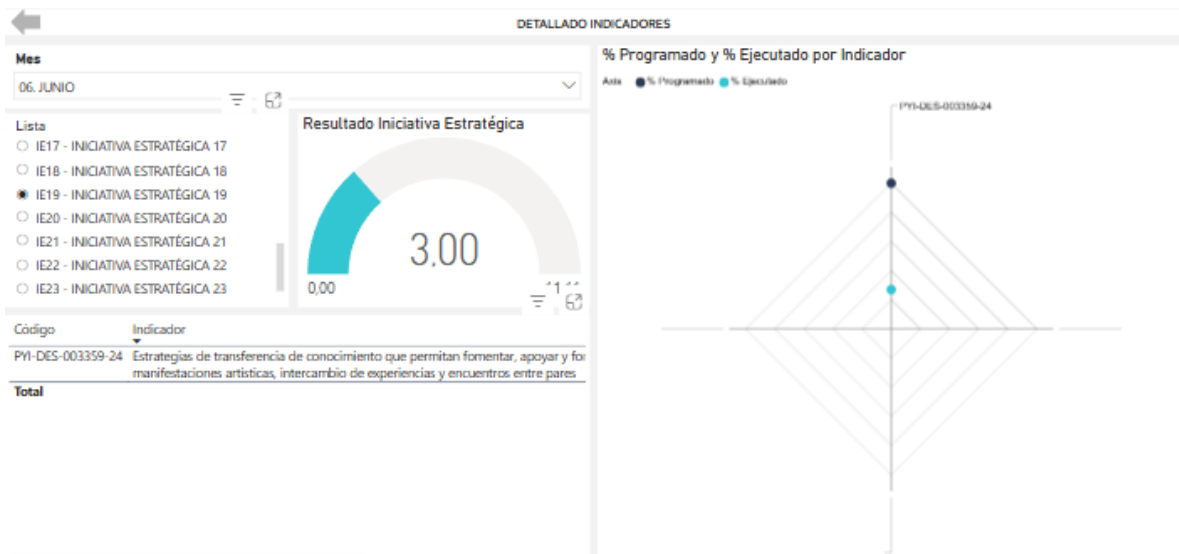 DETALLADO INDICADORES
Mes
06. JUNIO
Lista
IE17 - INICIATIVA ESTRATÉGICA 17
IE18 - INICIATIVA ESTRATÉGICA 18
IE19 - INICIATIVA ESTRATÉGICA 19
IE20 - INICIATIVA ESTRATÉGICA 20
IE21 - INICIATIVA ESTRATÉGICA 21
IE22 - INICIATIVA ESTRATÉGICA 22
IE23 - INICIATIVA ESTRATÉGICA 23
Resultado Iniciativa Estratégica
3,00
0,00
Código Indicador
PYI-DES-003359-24 Estrategias de transferencia de conocimiento que permitan fomentar, apoyar y
manifestaciones artísticas, intercambio de experiencias y encuentros entre pares
Total
% Programado y % Ejecutado por Indicador
Axis % Programado % Ejecutado
PYI-DES-003359-24